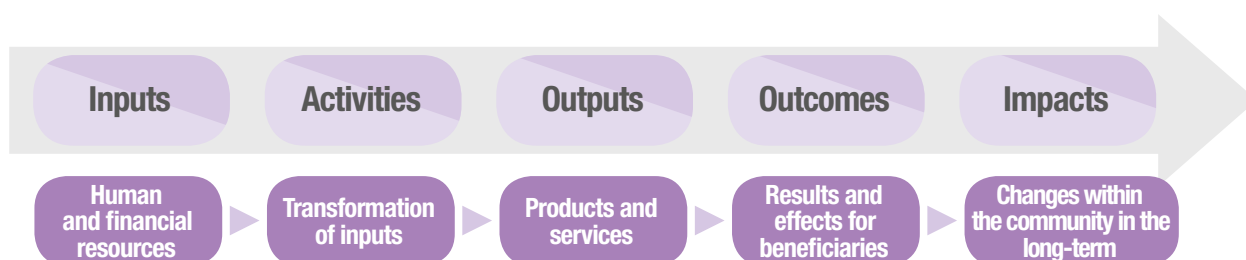 Inputs
Activities
Outputs
Outcomes
Impacts
Human
and financial
resources
Transformation
of inputs
Products and
services
Results and
effects for
beneficiaries
Changes within
the community in the
long-term